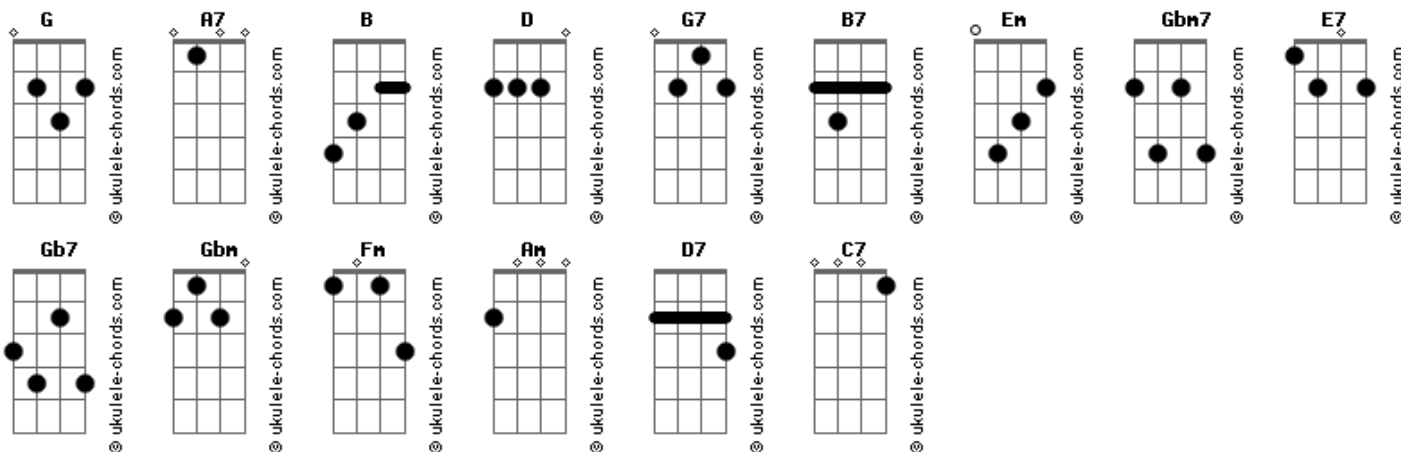 G A7 B D G7 B7 Em Gbm7 E7
© ukulele-chords.com © ukulele-chords.com © ukulele-chords.com © ukulele-chords.com © ukulele-chords.com © ukulele-chords.com © ukulele-chords.com © ukulele-chords.com © ukulele-chords.com
Gb7 Gbm Fm Am D7 C7
© ukulele-chords.com © ukulele-chords.com © ukulele-chords.com © ukulele-chords.com © ukulele-chords.com © ukulele-chords.com